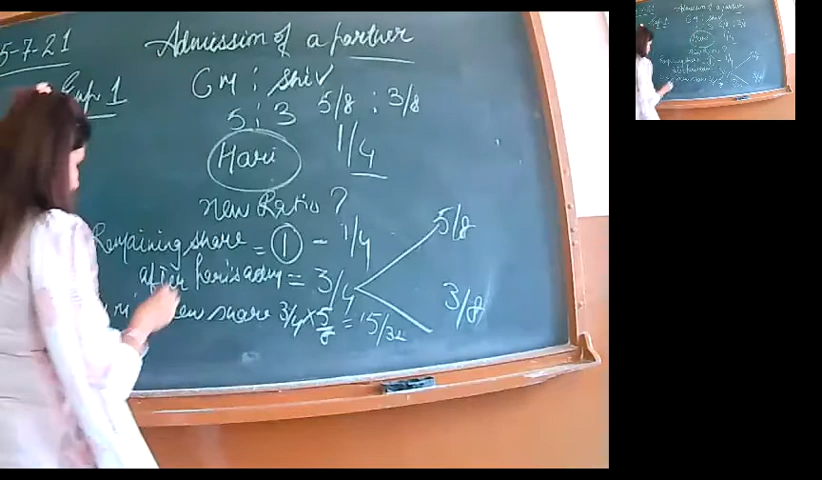 5-7-21
Admission of a partner
Exp. 1
Om : Shiv
5 : 3 5/8 : 3/8
Hari 1/4
New Ratio ?
Remaining share = 1 - 1/4
after heris adm = 3/4
5/8
3/8
new share 3/4 × 5/8 = 15/32